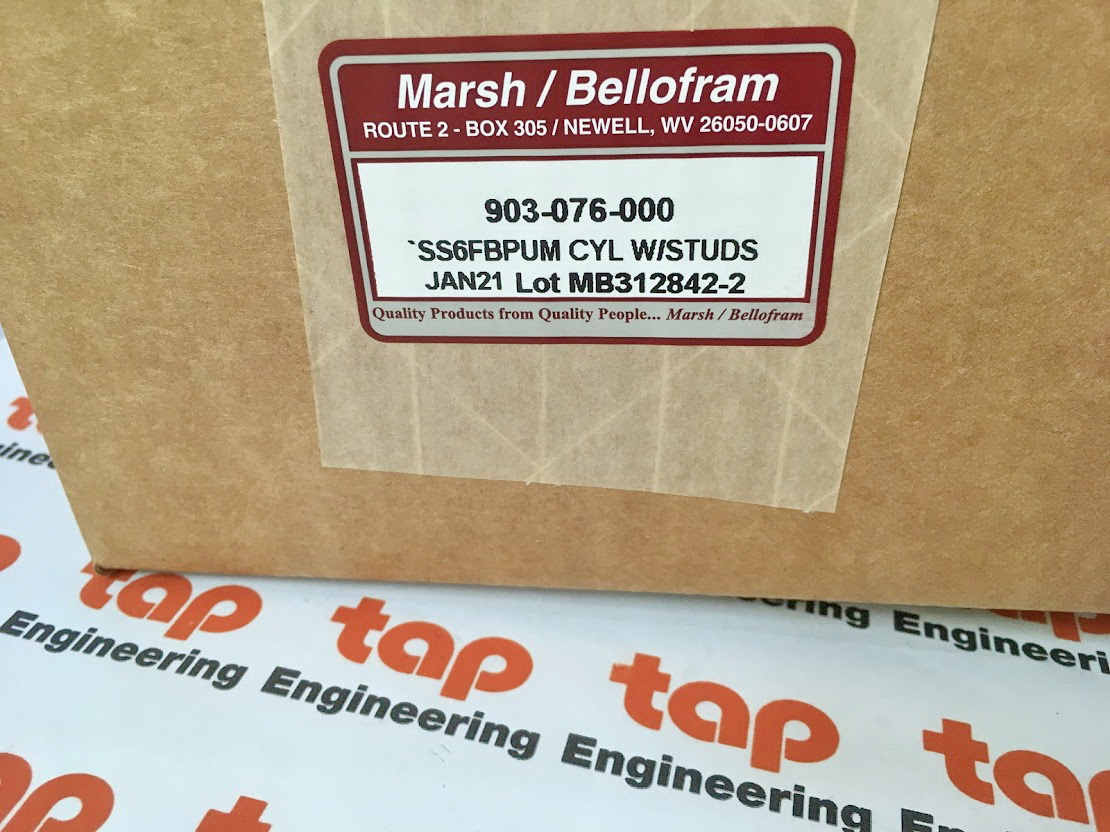 Marsh / Bellofram
ROUTE 2 - BOX 305 / NEWELL, WV 26050-0607
903-076-000
`SS6FBPUM CYL W/STUDS
JAN21 Lot MB312842-2
Quality Products from Quality People... Marsh / Bellofram
tap
tap
tap
tap
Engineering Engineering Engineering
Engineering